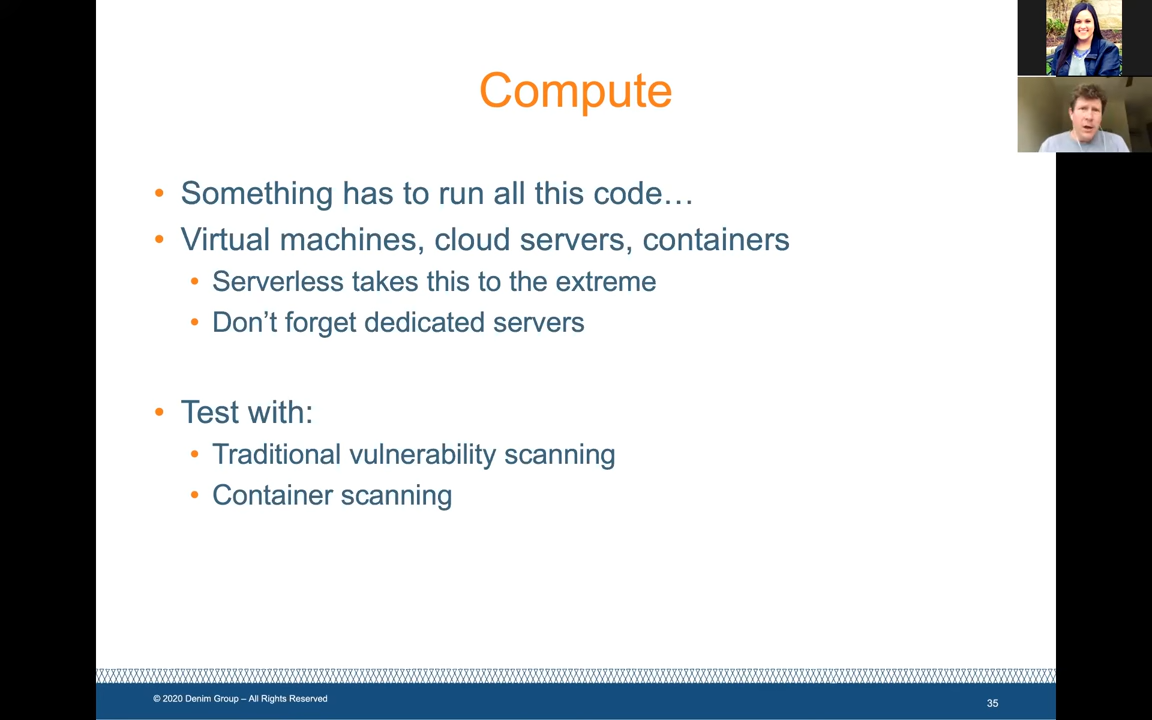 Compute
• Something has to run all this code…
• Virtual machines, cloud servers, containers
• Serverless takes this to the extreme
• Don’t forget dedicated servers
• Test with:
• Traditional vulnerability scanning
• Container scanning
© 2020 Denim Group – All Rights Reserved
35